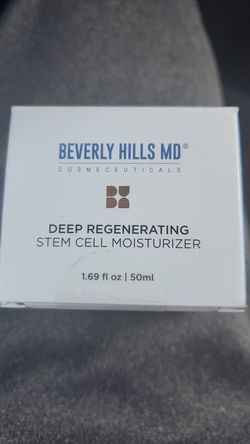 BEVERLY HILLS MD®
COSMECEUTICALS
DEEP REGENERATING
STEM CELL MOISTURIZER
1.69 fl oz | 50ml